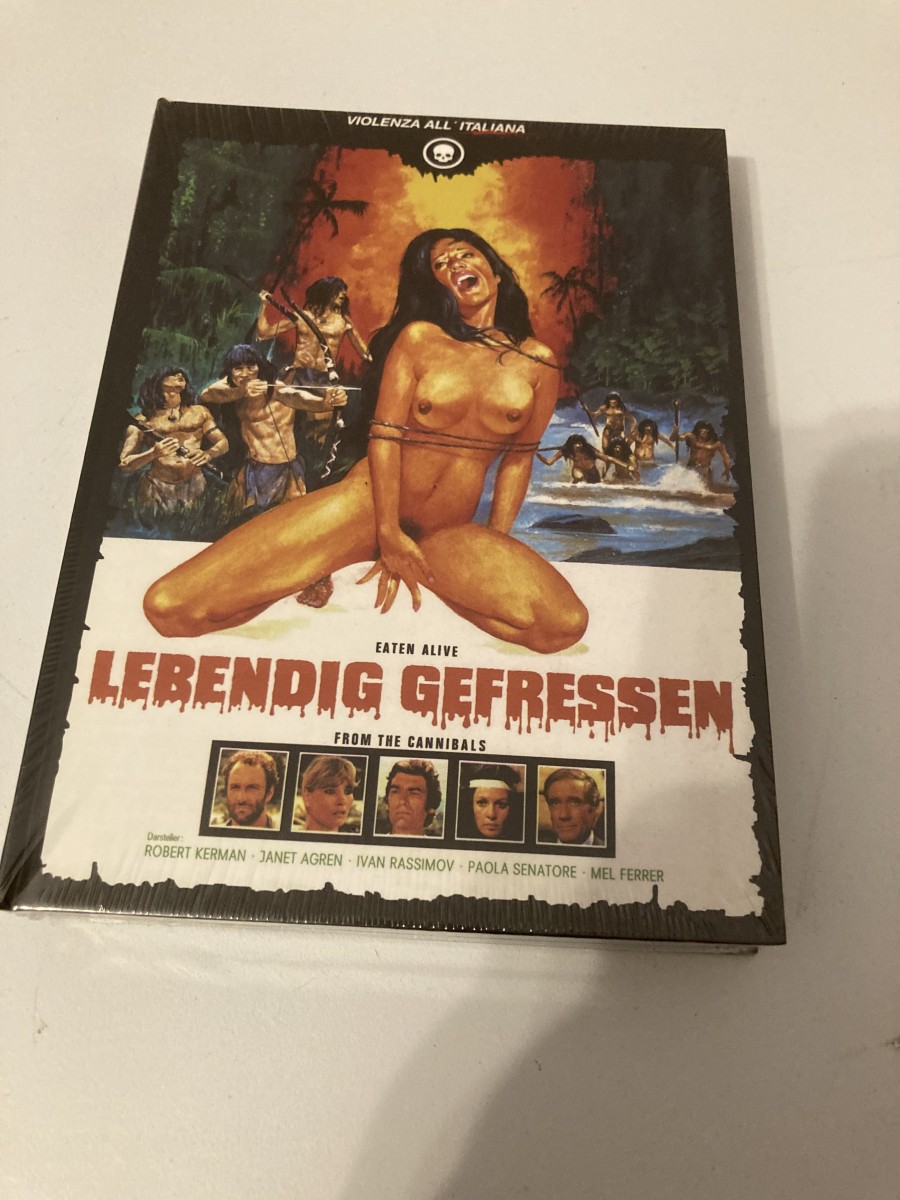 VIOLENZA ALL´ITALIANA
EATEN ALIVE
LEBENDIG GEFRESSEN
FROM THE CANNIBALS
Darsteller:
ROBERT KERMAN · JANET AGREN · IVAN RASSIMOV · PAOLA SENATORE · MEL FERRER